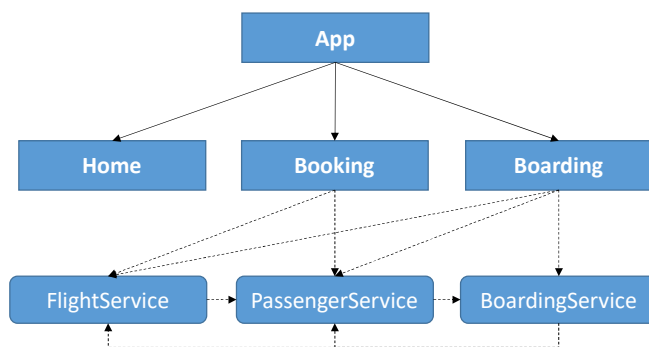 App
Home
Booking
Boarding
FlightService
PassengerService
BoardingService